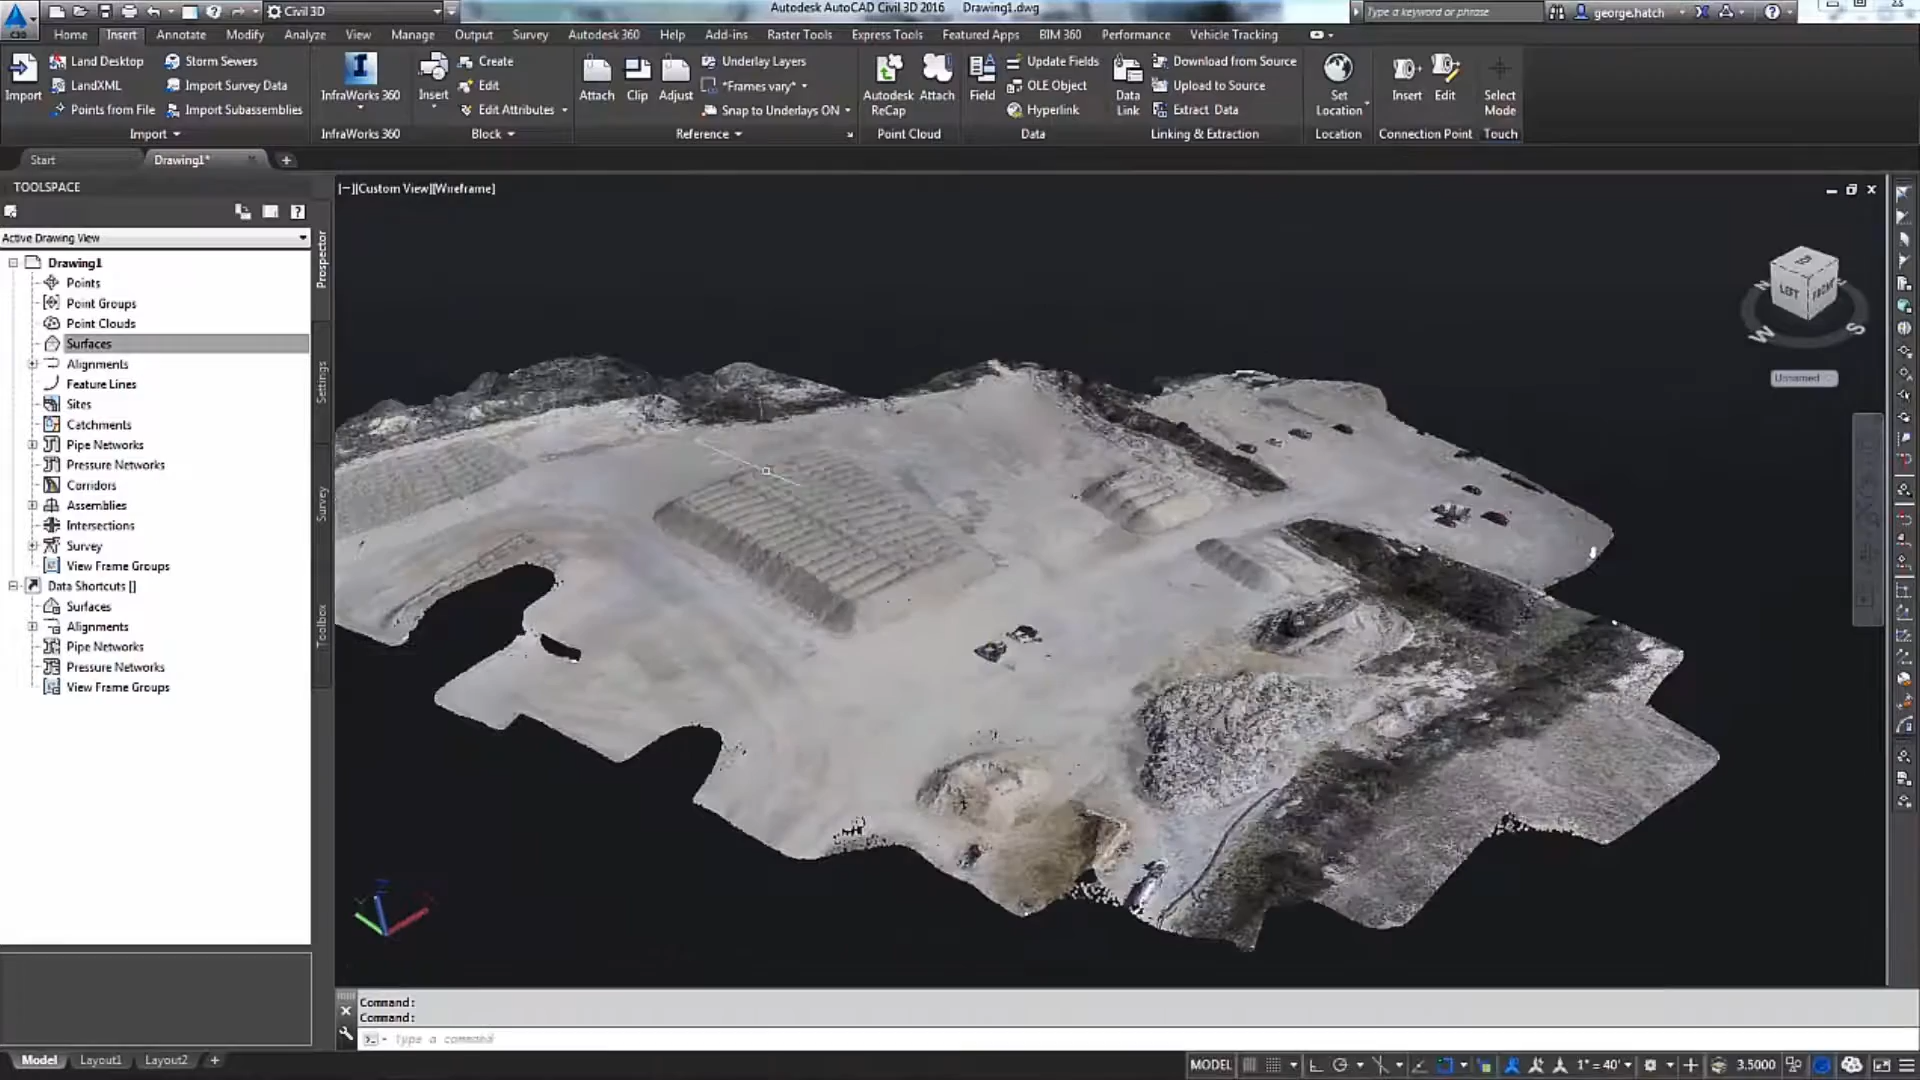 Civil 3D
Autodesk AutoCAD Civil 3D 2016 Drawing1.dwg
Type a keyword or phrase
george.hatch
C3D
Home Insert Annotate Modify Analyze View Manage Output Survey Autodesk 360 Help Add-ins Raster Tools Express Tools Featured Apps BIM 360 Performance Vehicle Tracking
Import
Land Desktop
LandXML
Points from File
Storm Sewers
Import Survey Data
Import Subassemblies
Import
InfraWorks 360
InfraWorks 360
Insert
Create
Edit
Edit Attributes
Block
Attach
Clip
Adjust
Underlay Layers
*Frames vary*
Snap to Underlays ON
Reference
Autodesk
ReCap
Attach
Point Cloud
Field
Update Fields
OLE Object
Hyperlink
Data
Data
Link
Download from Source
Upload to Source
Extract Data
Linking & Extraction
Set
Location
Location
Insert
Edit
Connection Point
Select
Mode
Touch
Start
Drawing1*
TOOLSPACE
Active Drawing View
Drawing1
Points
Point Groups
Point Clouds
Surfaces
Alignments
Feature Lines
Sites
Catchments
Pipe Networks
Pressure Networks
Corridors
Assemblies
Intersections
Survey
View Frame Groups
Data Shortcuts []
Surfaces
Alignments
Pipe Networks
Pressure Networks
View Frame Groups
Prospector
Settings
Survey
Toolbox
[−][Custom View][Wireframe]
TOP
LEFT
FRONT
N
W
S
Unnamed
Z
Command:
Command:
Type a command
Model Layout1 Layout2 +
MODEL
1" = 40'
3.5000